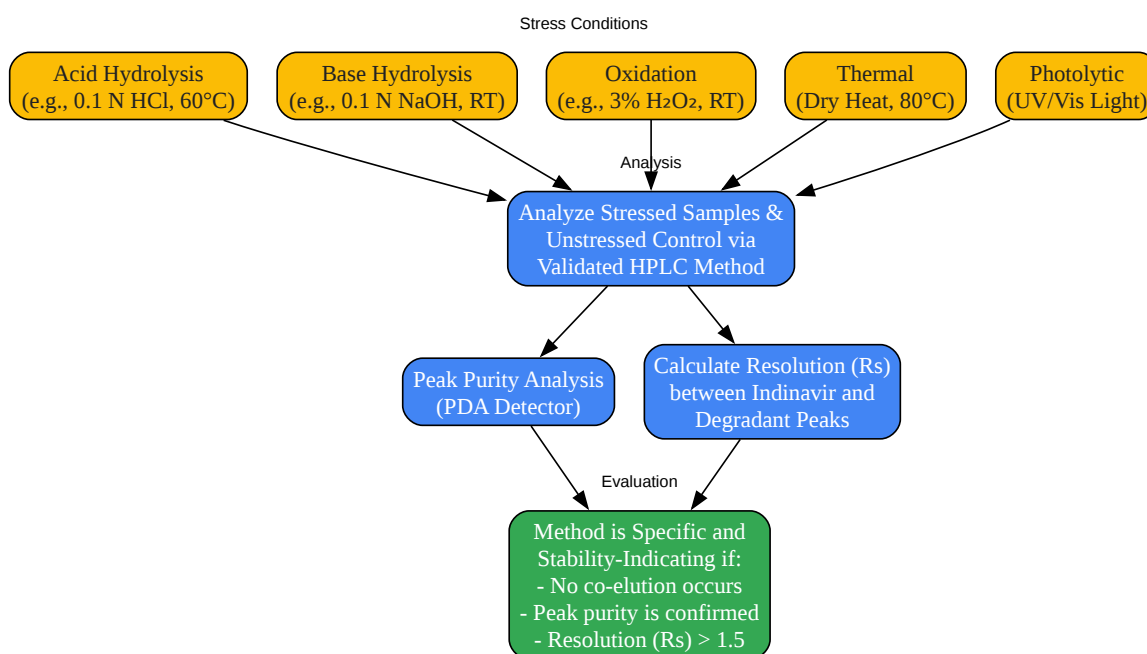 Stress Conditions
Acid Hydrolysis
(e.g., 0.1 N HCl, 60°C)
Base Hydrolysis
(e.g., 0.1 N NaOH, RT)
Oxidation
(e.g., 3% H₂O₂, RT)
Thermal
(Dry Heat, 80°C)
Photolytic
(UV/Vis Light)
Analysis
Analyze Stressed Samples &
Unstressed Control via
Validated HPLC Method
Peak Purity Analysis
(PDA Detector)
Calculate Resolution (Rs)
between Indinavir and
Degradant Peaks
Evaluation
Method is Specific and
Stability-Indicating if:
- No co-elution occurs
- Peak purity is confirmed
- Resolution (Rs) > 1.5